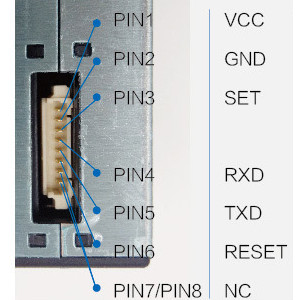 PIN1 VCC
PIN2 GND
PIN3 SET
PIN4 RXD
PIN5 TXD
PIN6 RESET
PIN7/PIN8 NC